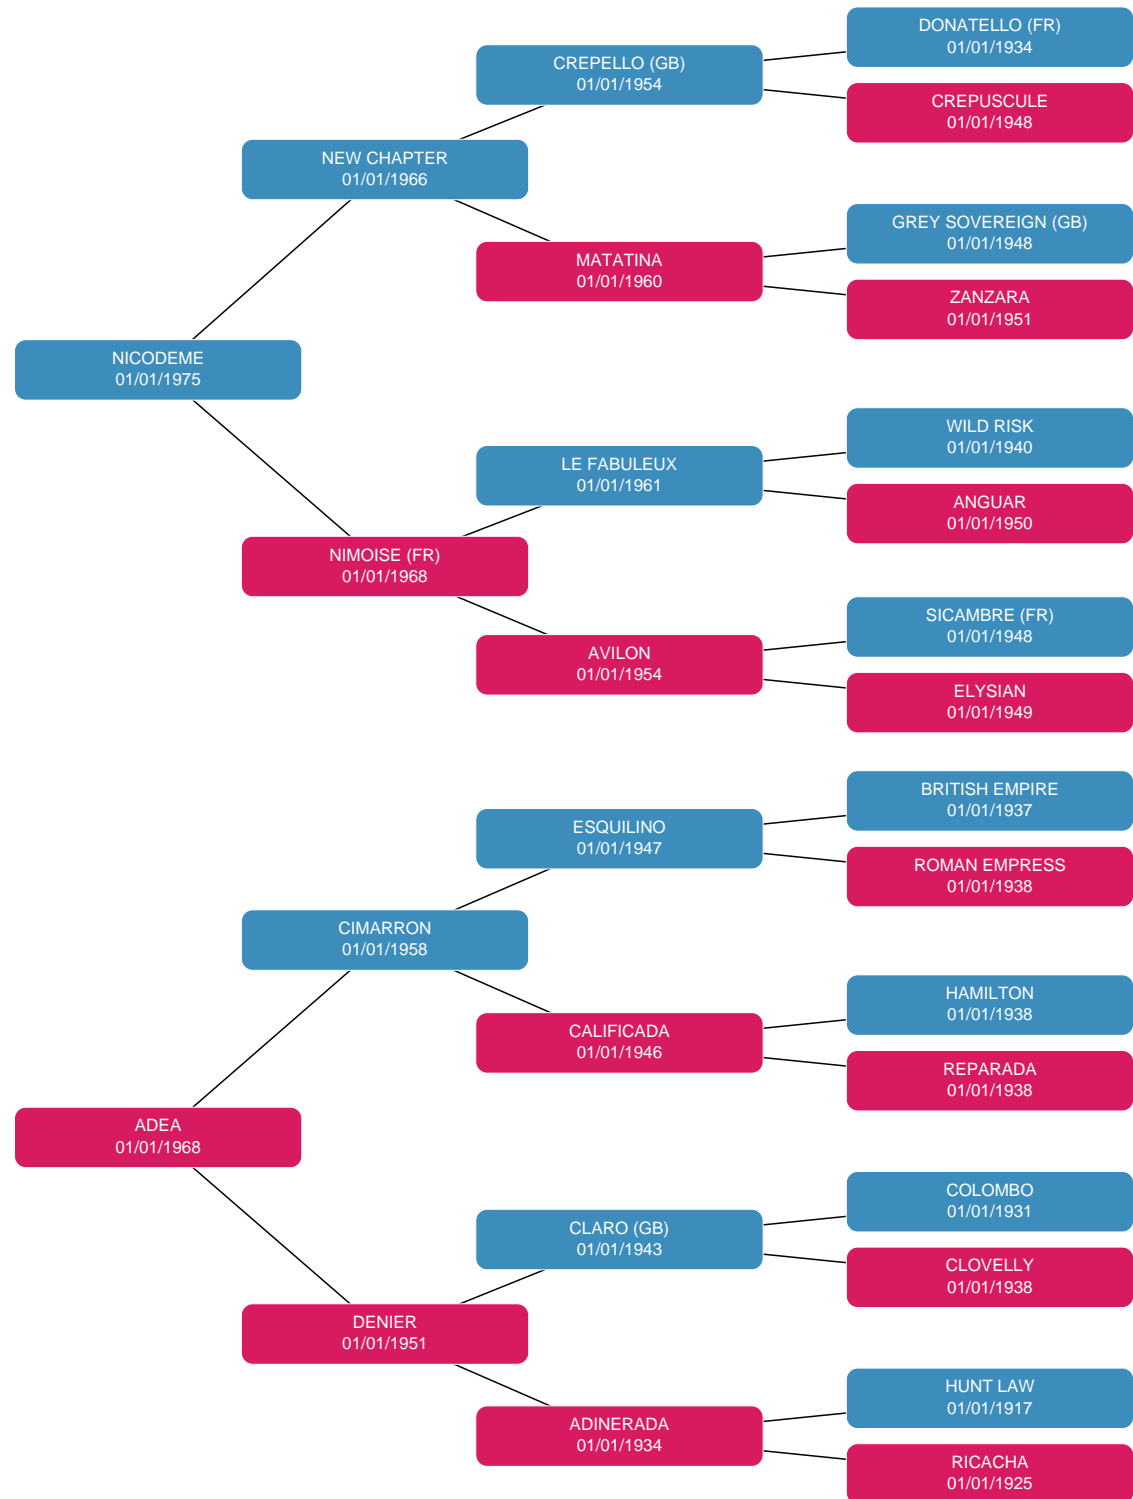 DONATELLO (FR)
01/01/1934
CREPELLO (GB)
01/01/1954
CREPUSCULE
01/01/1948
NEW CHAPTER
01/01/1966
GREY SOVEREIGN (GB)
01/01/1948
MATATINA
01/01/1960
ZANZARA
01/01/1951
NICODEME
01/01/1975
WILD RISK
01/01/1940
LE FABULEUX
01/01/1961
ANGUAR
01/01/1950
NIMOISE (FR)
01/01/1968
SICAMBRE (FR)
01/01/1948
AVILON
01/01/1954
ELYSIAN
01/01/1949
BRITISH EMPIRE
01/01/1937
ESQUILINO
01/01/1947
ROMAN EMPRESS
01/01/1938
CIMARRON
01/01/1958
HAMILTON
01/01/1938
CALIFICADA
01/01/1946
REPARADA
01/01/1938
ADEA
01/01/1968
COLOMBO
01/01/1931
CLARO (GB)
01/01/1943
CLOVELLY
01/01/1938
DENIER
01/01/1951
HUNT LAW
01/01/1917
ADINERADA
01/01/1934
RICACHA
01/01/1925